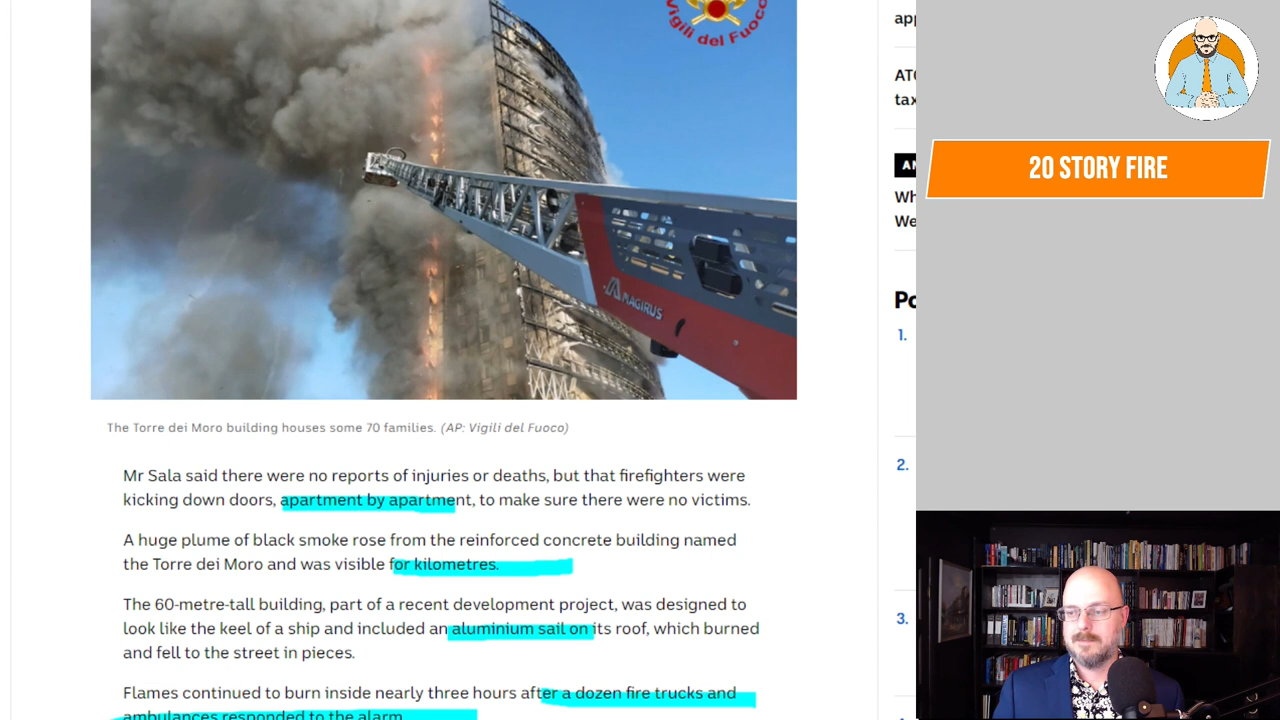 Vigili del Fuoco
MAGIRUS
The Torre dei Moro building houses some 70 families. (AP: Vigili del Fuoco)
Mr Sala said there were no reports of injuries or deaths, but that firefighters were
kicking down doors, apartment by apartment, to make sure there were no victims.
A huge plume of black smoke rose from the reinforced concrete building named
the Torre dei Moro and was visible for kilometres.
The 60-metre-tall building, part of a recent development project, was designed to
look like the keel of a ship and included an aluminium sail on its roof, which burned
and fell to the street in pieces.
Flames continued to burn inside nearly three hours after a dozen fire trucks and
ambulances responded to the alarm.
1.
2.
3.
20 STORY FIRE